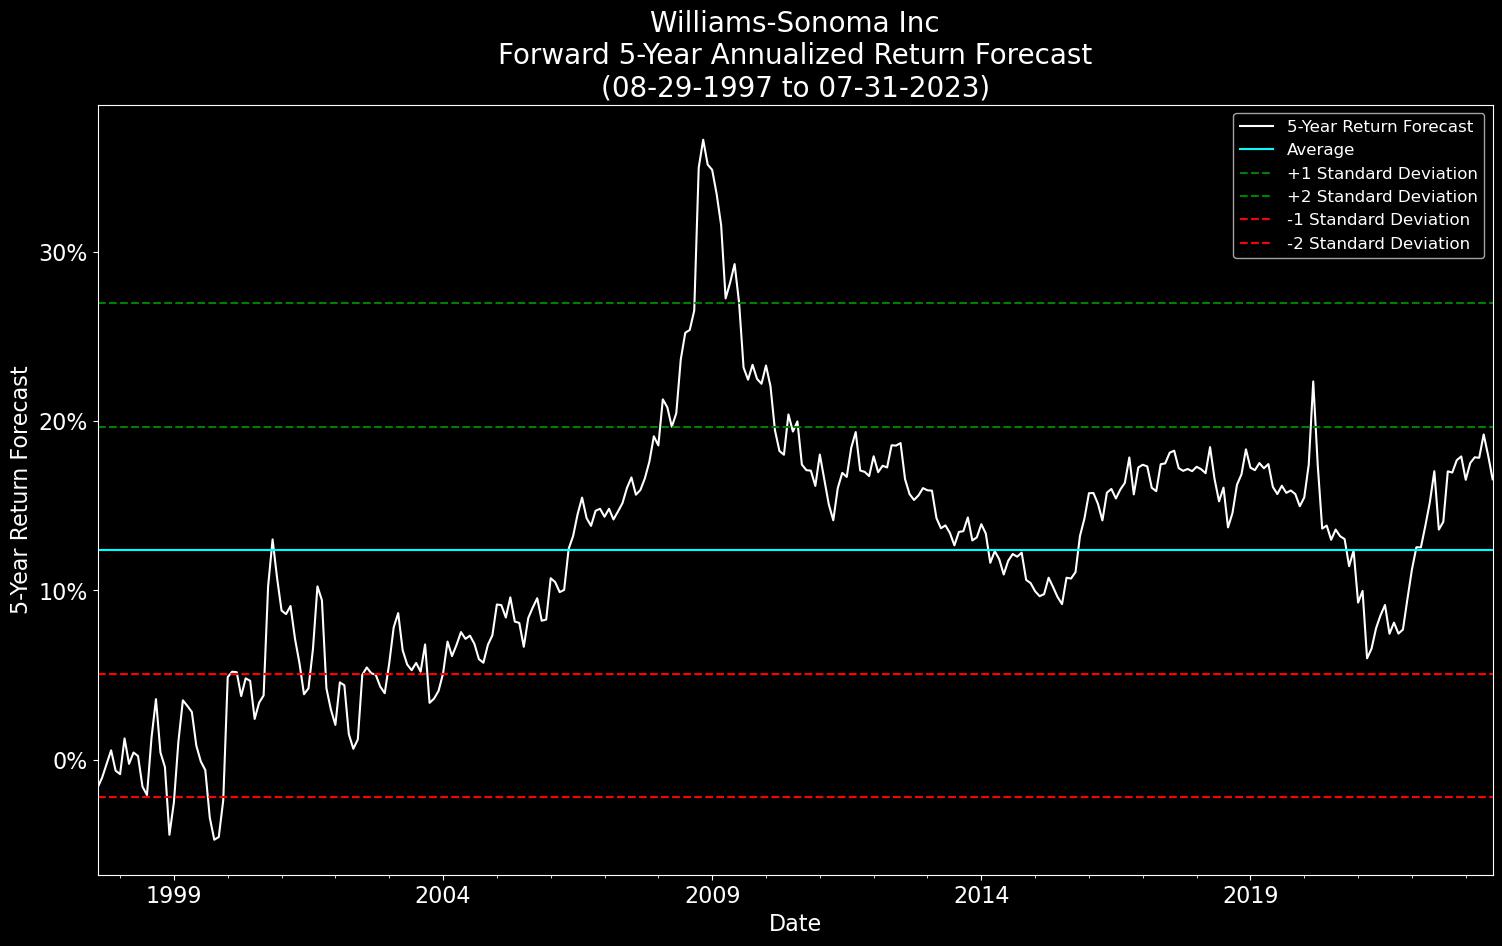 Williams-Sonoma Inc
Forward 5-Year Annualized Return Forecast
(08-29-1997 to 07-31-2023)
5-Year Return Forecast
Average
+1 Standard Deviation
+2 Standard Deviation
-1 Standard Deviation
-2 Standard Deviation
30%
20%
10%
0%
5-Year Return Forecast
1999 2004 2009 2014 2019
Date